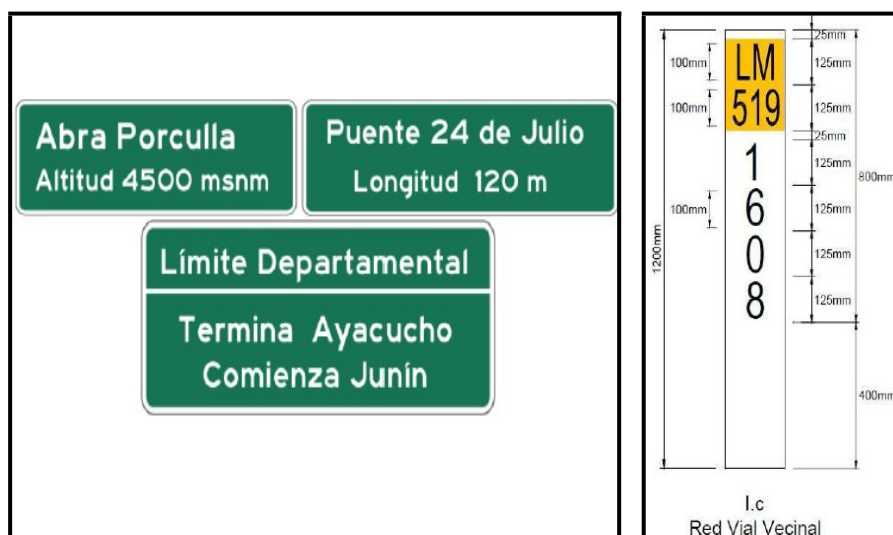 Abra Porculla
Altitud 4500 msnm
Puente 24 de Julio
Longitud 120 m
Límite Departamental
Termina Ayacucho
Comienza Junín
25mm
LM
100mm
125mm
519
100mm
125mm
25mm
1
125mm
800mm
6
100mm
125mm
1200mm
0
125mm
8
125mm
400mm
I.c
Red Vial Vecinal